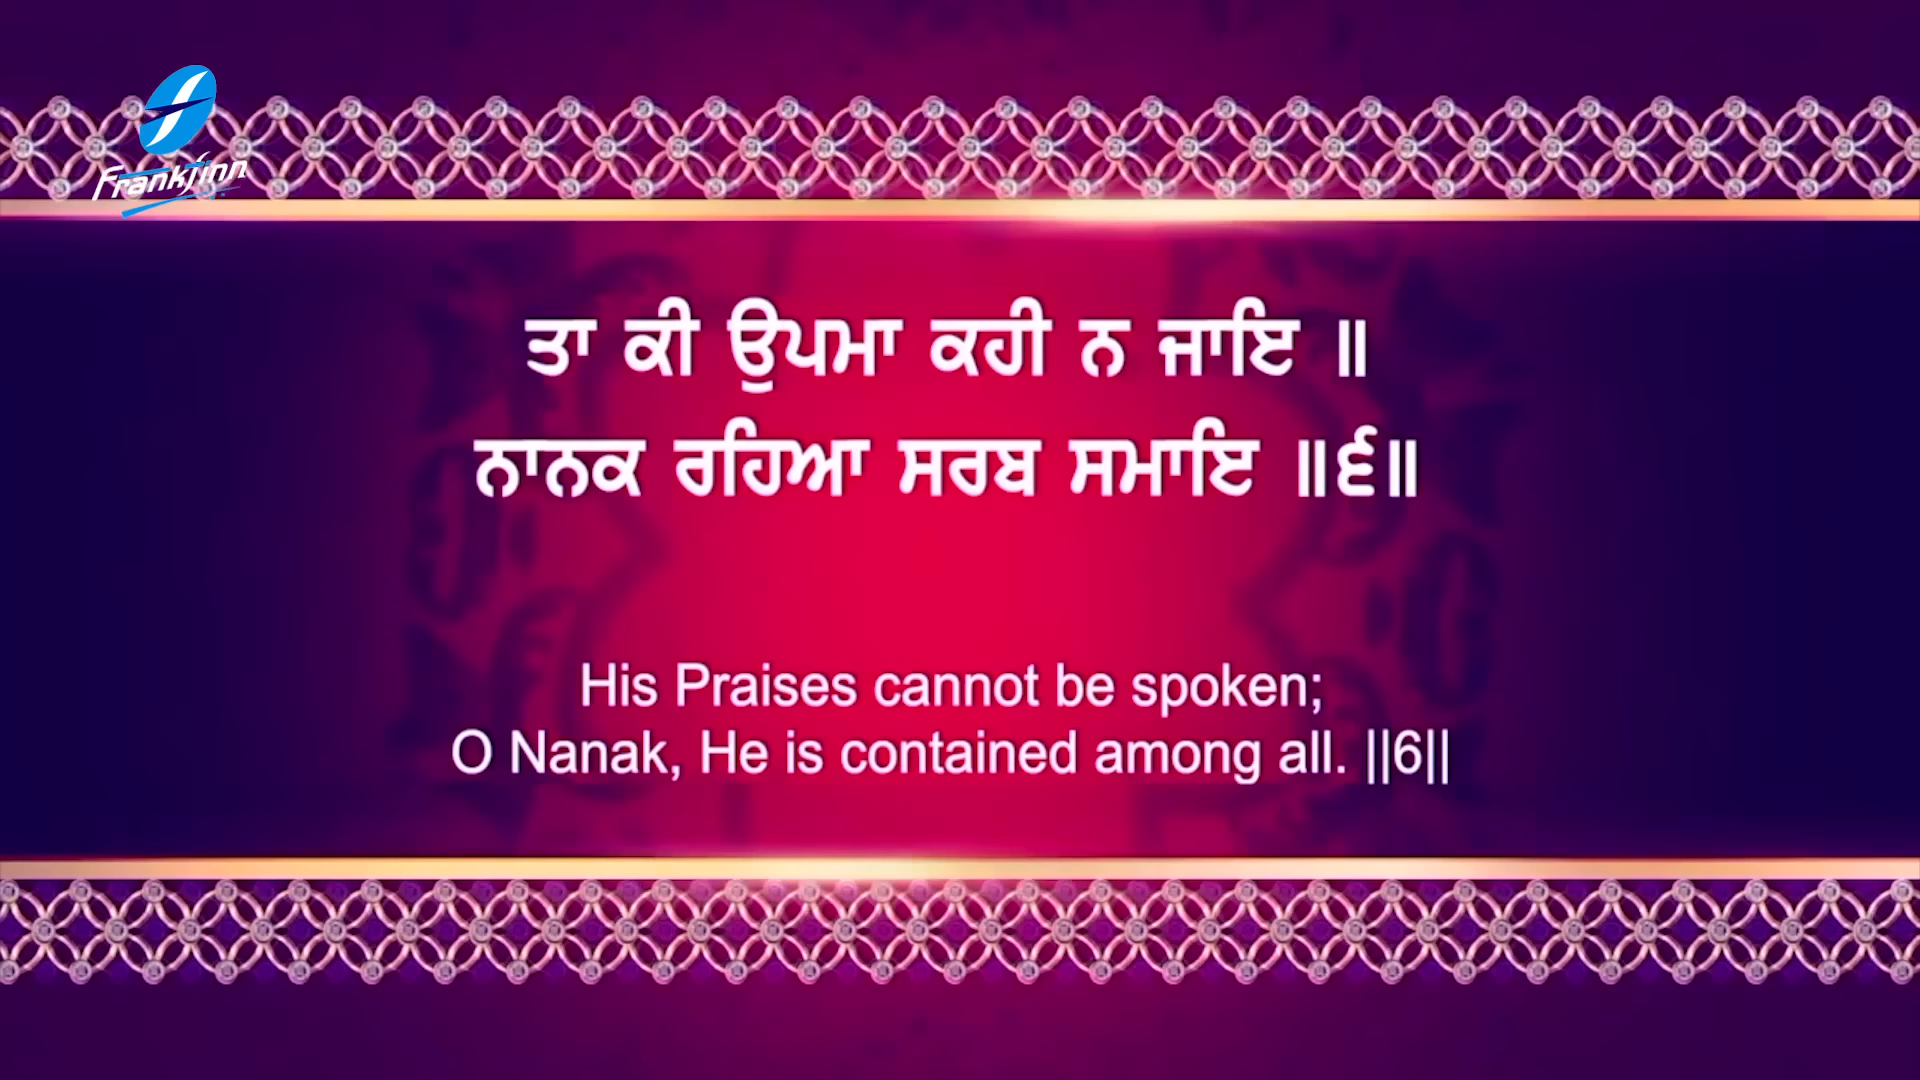 Frankfinn
ਤਾ ਕੀ ਉਪਮਾ ਕਹੀ ਨ ਜਾਇ ॥
ਨਾਨਕ ਰਹਿਆ ਸਰਬ ਸਮਾਇ ॥੬॥
His Praises cannot be spoken;
O Nanak, He is contained among all. ||6||